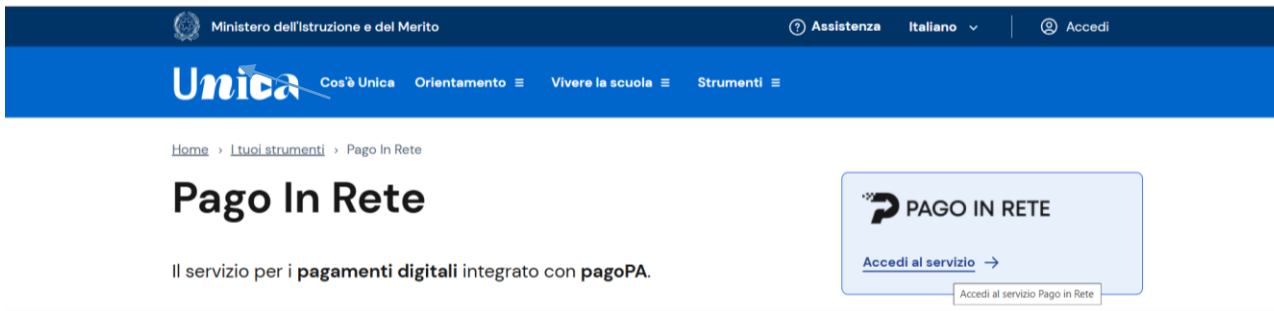 Ministero dell'Istruzione e del Merito
Assistenza Italiano Accedi
Unica Cos'è Unica Orientamento Vivere la scuola Strumenti
Home › I tuoi strumenti › Pago In Rete
Pago In Rete
PAGO IN RETE
Il servizio per i pagamenti digitali integrato con pagoPA.
Accedi al servizio →
Accedi al servizio Pago in Rete